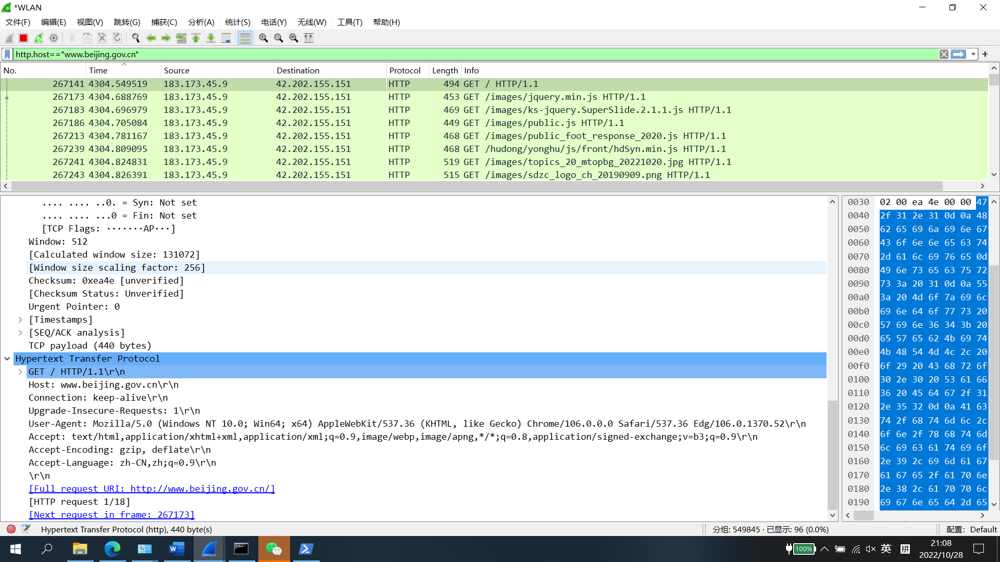 *WLAN
文件(F) 编辑(E) 视图(V) 跳转(G) 捕获(C) 分析(A) 统计(S) 电话(Y) 无线(W) 工具(T) 帮助(H)
http.host=="www.beijing.gov.cn"
No. Time Source Destination Protocol Length Info
267141 4304.549519 183.173.45.9 42.202.155.151 HTTP 494 GET / HTTP/1.1
267173 4304.688769 183.173.45.9 42.202.155.151 HTTP 453 GET /images/jquery.min.js HTTP/1.1
267183 4304.696979 183.173.45.9 42.202.155.151 HTTP 469 GET /images/ks-jquery.SuperSlide.2.1.1.js HTTP/1.1
267186 4304.705084 183.173.45.9 42.202.155.151 HTTP 449 GET /images/public.js HTTP/1.1
267213 4304.781167 183.173.45.9 42.202.155.151 HTTP 468 GET /images/public_foot_response_2020.js HTTP/1.1
267239 4304.809095 183.173.45.9 42.202.155.151 HTTP 468 GET /hudong/yonghu/js/front/hdSyn.min.js HTTP/1.1
267241 4304.824831 183.173.45.9 42.202.155.151 HTTP 519 GET /images/topics_20_mtopbg_20221020.jpg HTTP/1.1
267243 4304.826391 183.173.45.9 42.202.155.151 HTTP 515 GET /images/sdzc_logo_ch_20190909.png HTTP/1.1
.... .... ..0. = Syn: Not set
.... .... ...0 = Fin: Not set
[TCP Flags: ·······AP···]
Window: 512
[Calculated window size: 131072]
[Window size scaling factor: 256]
Checksum: 0xea4e [unverified]
[Checksum Status: Unverified]
Urgent Pointer: 0
[Timestamps]
[SEQ/ACK analysis]
TCP payload (440 bytes)
Hypertext Transfer Protocol
GET / HTTP/1.1\r\n
Host: www.beijing.gov.cn\r\n
Connection: keep-alive\r\n
Upgrade-Insecure-Requests: 1\r\n
User-Agent: Mozilla/5.0 (Windows NT 10.0; Win64; x64) AppleWebKit/537.36 (KHTML, like Gecko) Chrome/106.0.0.0 Safari/537.36 Edg/106.0.1370.52\r\n
Accept: text/html,application/xhtml+xml,application/xml;q=0.9,image/webp,image/apng,*/*;q=0.8,application/signed-exchange;v=b3;q=0.9\r\n
Accept-Encoding: gzip, deflate\r\n
Accept-Language: zh-CN,zh;q=0.9\r\n
\r\n
[Full request URI: http://www.beijing.gov.cn/]
[HTTP request 1/18]
[Next request in frame: 267173]
0030 02 00 ea 4e 00 00 47
0040 2f 31 2e 31 0d 0a 48
0050 62 65 69 6a 69 6e 67
0060 43 6f 6e 6e 65 63 74
0070 2d 61 6c 69 76 65 0d
0080 49 6e 73 65 63 75 72
0090 73 3a 20 31 0d 0a 55
00a0 3a 20 4d 6f 7a 69 6c
00b0 69 6e 64 6f 77 73 20
00c0 57 69 6e 36 34 3b 20
00d0 65 57 65 62 4b 69 74
00e0 4b 48 54 4d 4c 2c 20
00f0 6f 29 20 43 68 72 6f
0100 30 2e 30 20 53 61 66
0110 36 20 45 64 67 2f 31
0120 2e 35 32 0d 0a 41 63
0130 74 2f 68 74 6d 6c 2c
0140 6f 6e 2f 78 68 74 6d
0150 6c 69 63 61 74 69 6f
0160 2e 39 2c 69 6d 61 67
0170 61 67 65 2f 61 70 6e
0180 2e 38 2c 61 70 70 6c
0190 69 67 6e 65 64 2d 65
Hypertext Transfer Protocol (http), 440 byte(s)
分组: 549845 · 已显示: 96 (0.0%)
配置: Default
100%
英
拼
21:08
2022/10/28